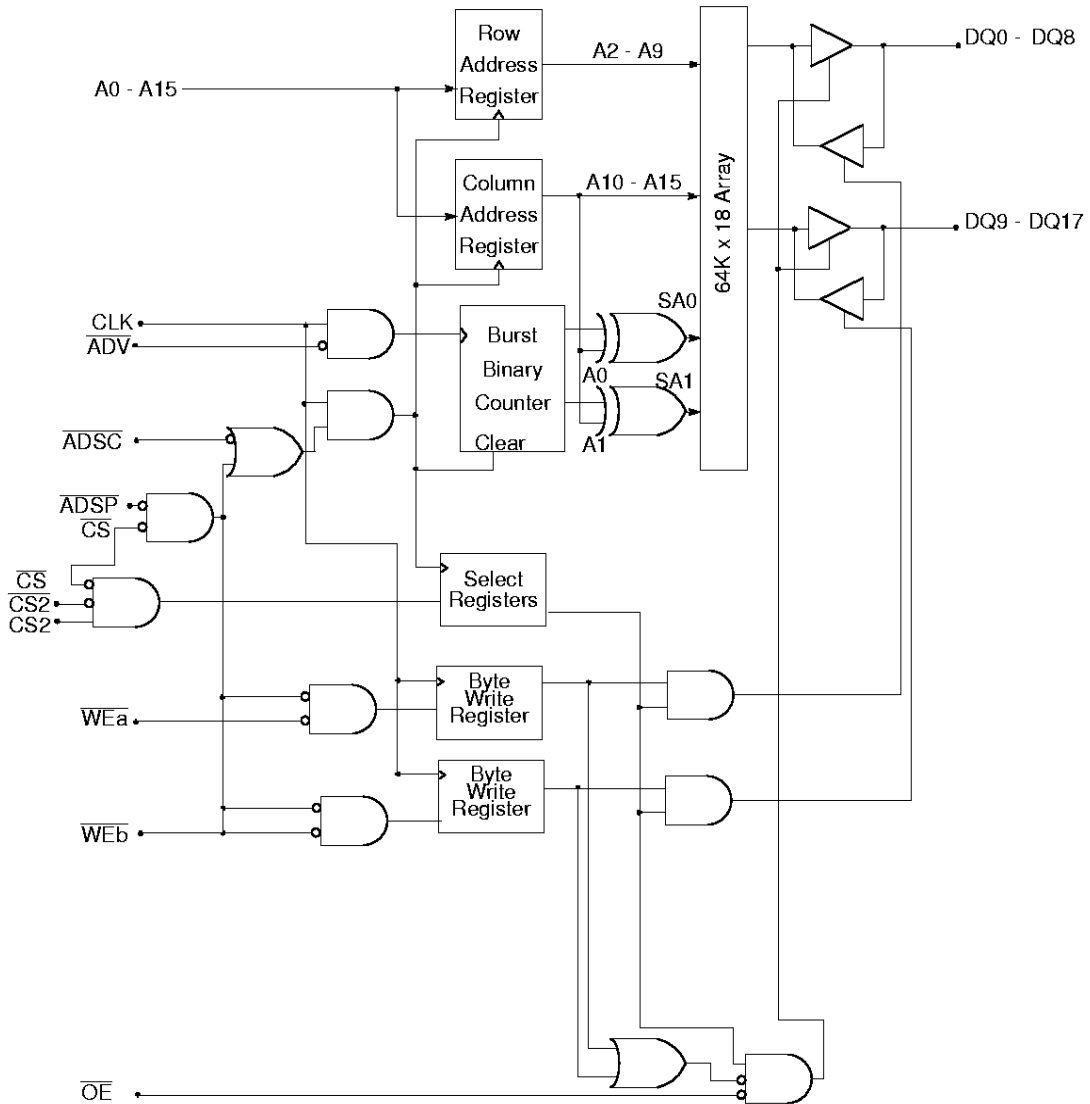 Row
Address
Register
A0 - A15
A2 - A9
DQ0 - DQ8
Column
Address
Register
A10 - A15
64K x 18 Array
DQ9 - DQ17
CLK
ADV
Burst
Binary
Counter
Clear
SA0
A0
SA1
A1
ADSC
ADSP
CS
CS
CS2
CS2
Select
Registers
WEa
Byte
Write
Register
WEb
Byte
Write
Register
OE